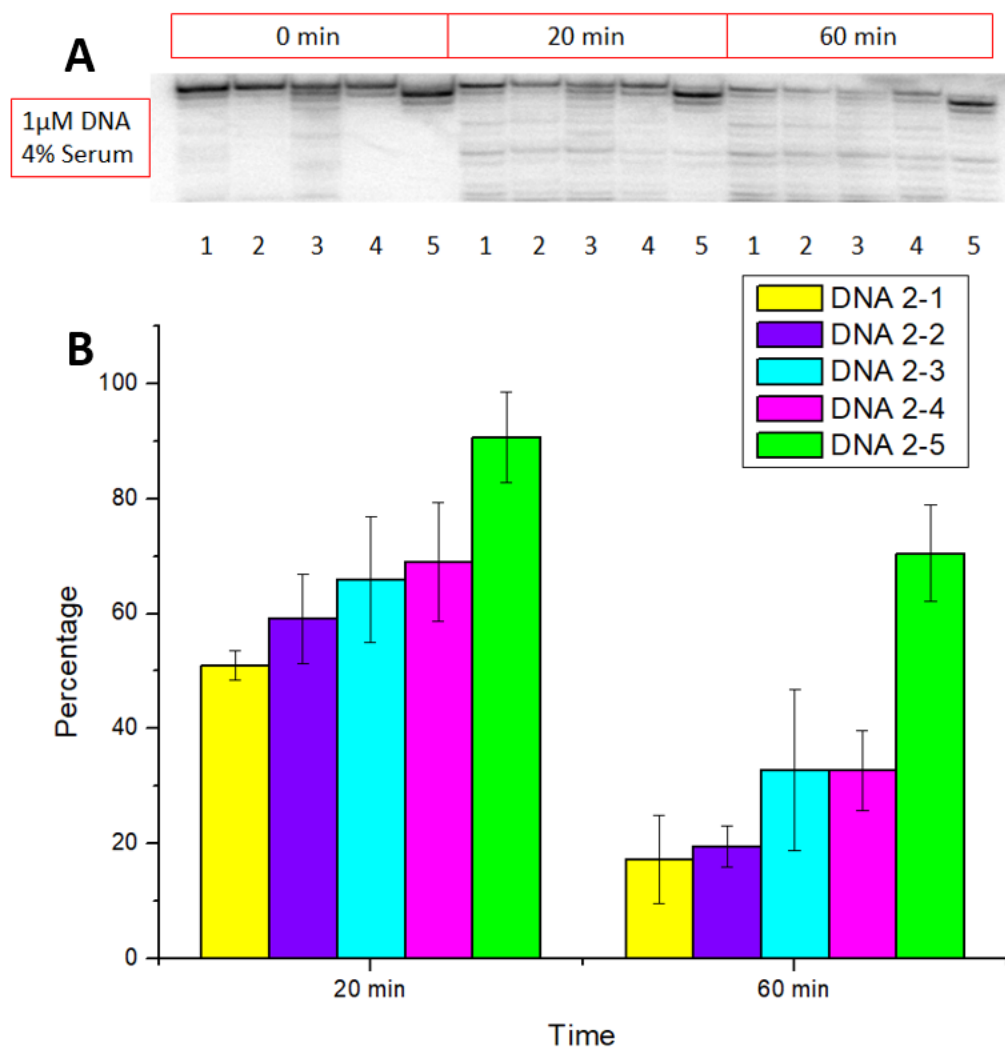 A
0 min 20 min 60 min
1µM DNA
4% Serum
1 2 3 4 5 1 2 3 4 5 1 2 3 4 5
B
DNA 2-1
DNA 2-2
DNA 2-3
DNA 2-4
DNA 2-5
100
80
60
40
20
0
Percentage
20 min 60 min
Time